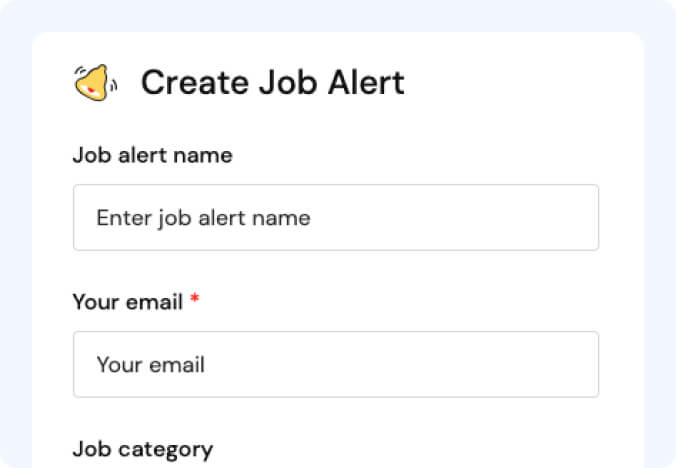 Create Job Alert
Job alert name
Enter job alert name
Your email *
Your email
Job category